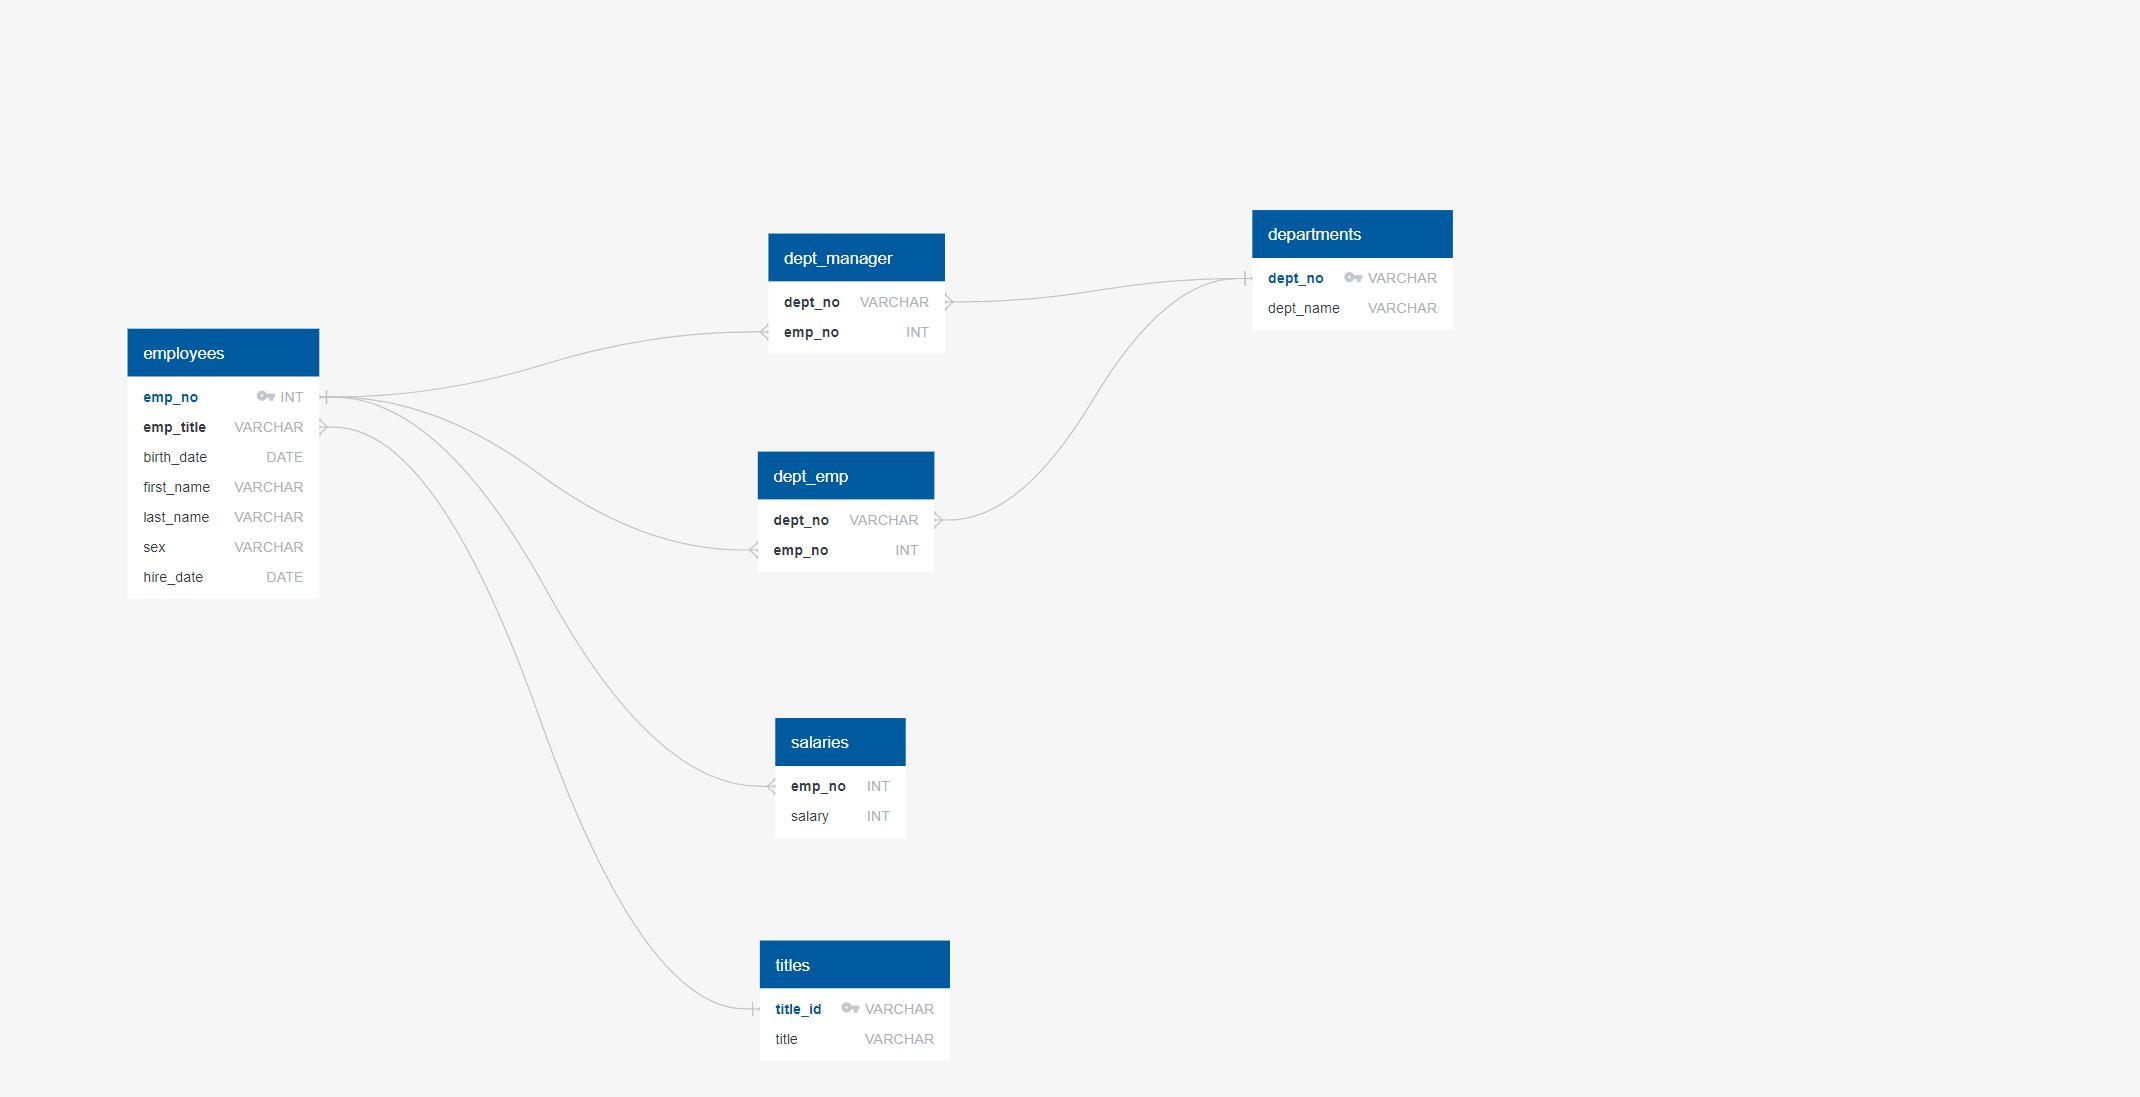 employees
emp_no INT
emp_title VARCHAR
birth_date DATE
first_name VARCHAR
last_name VARCHAR
sex VARCHAR
hire_date DATE
dept_manager
dept_no VARCHAR
emp_no INT
dept_emp
dept_no VARCHAR
emp_no INT
salaries
emp_no INT
salary INT
titles
title_id VARCHAR
title VARCHAR
departments
dept_no VARCHAR
dept_name VARCHAR